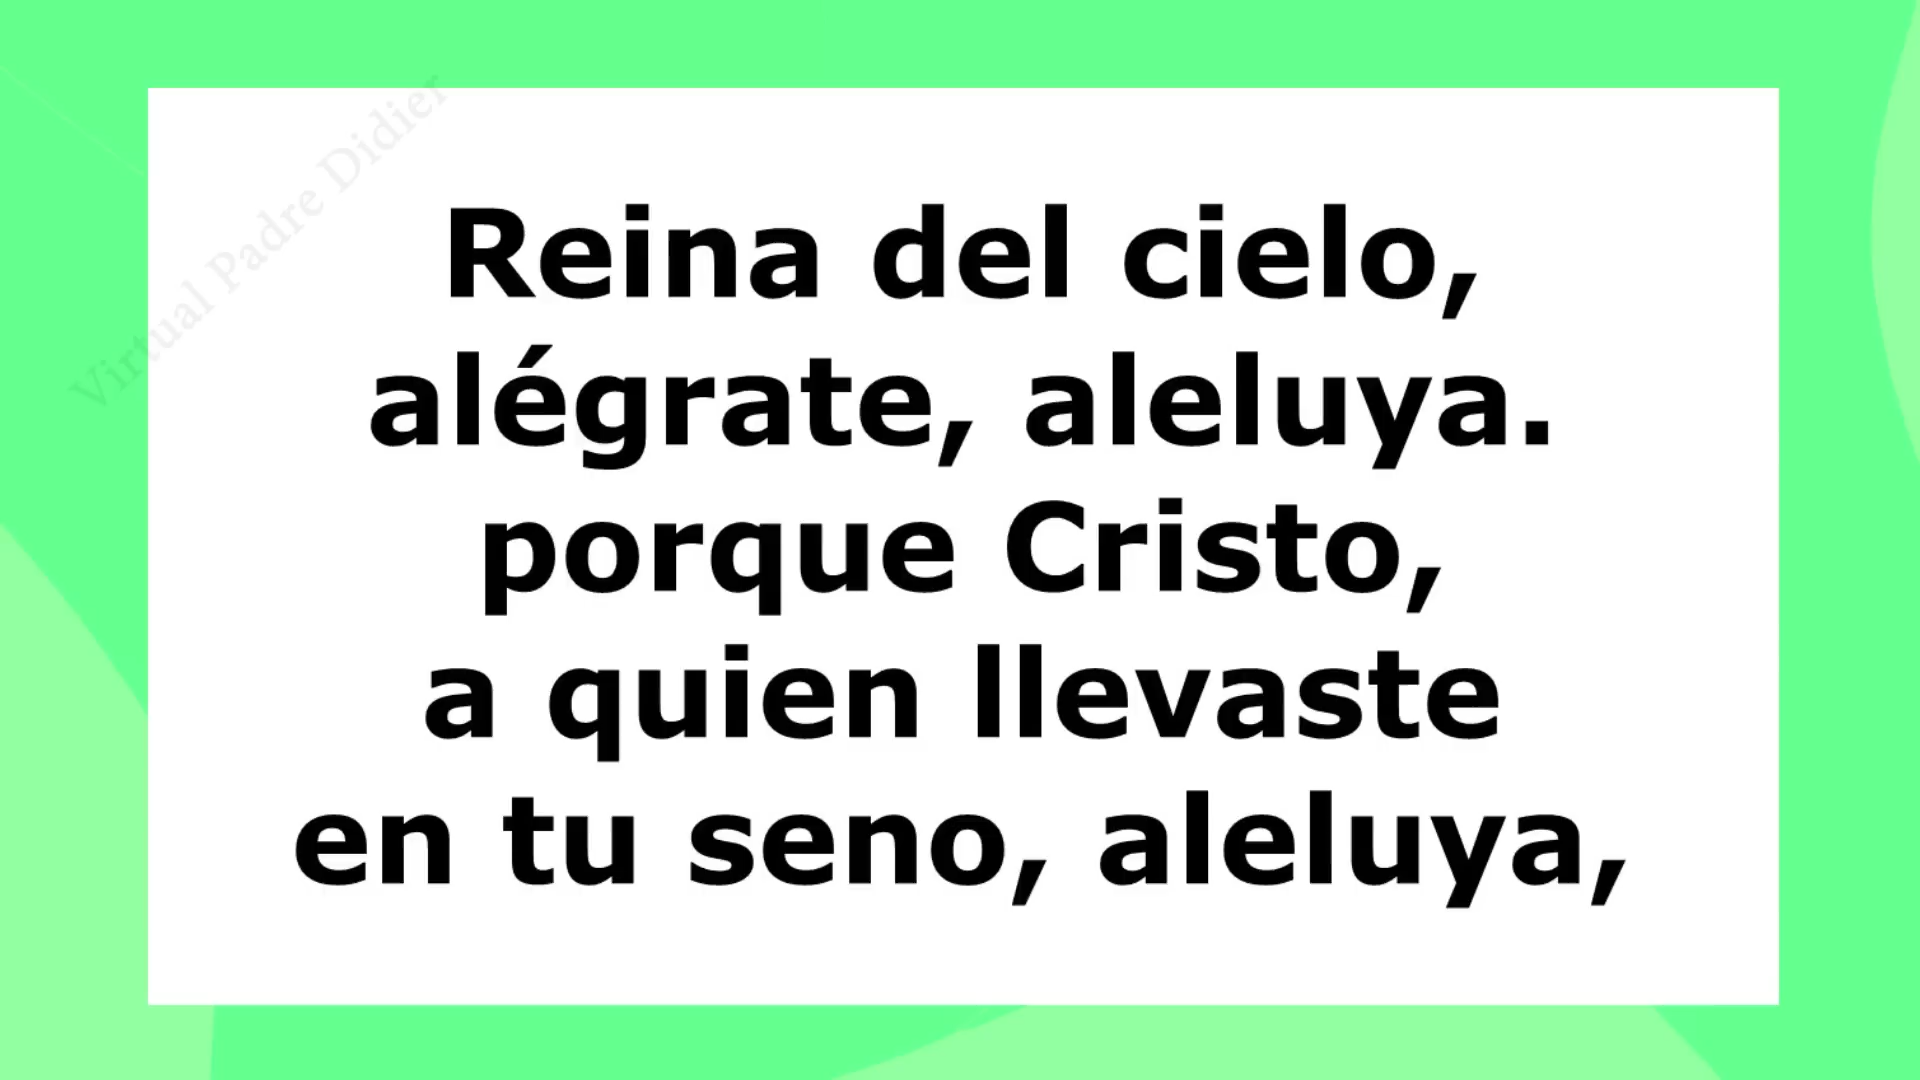 Virtual Padre Didier
Reina del cielo,
alégrate, aleluya.
porque Cristo,
a quien llevaste
en tu seno, aleluya,